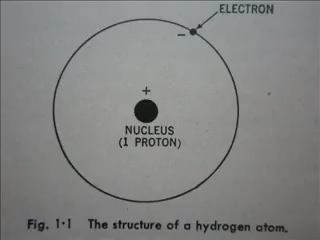 ELECTRON
−
+
NUCLEUS
(1 PROTON)
Fig. 1·1 The structure of a hydrogen atom.